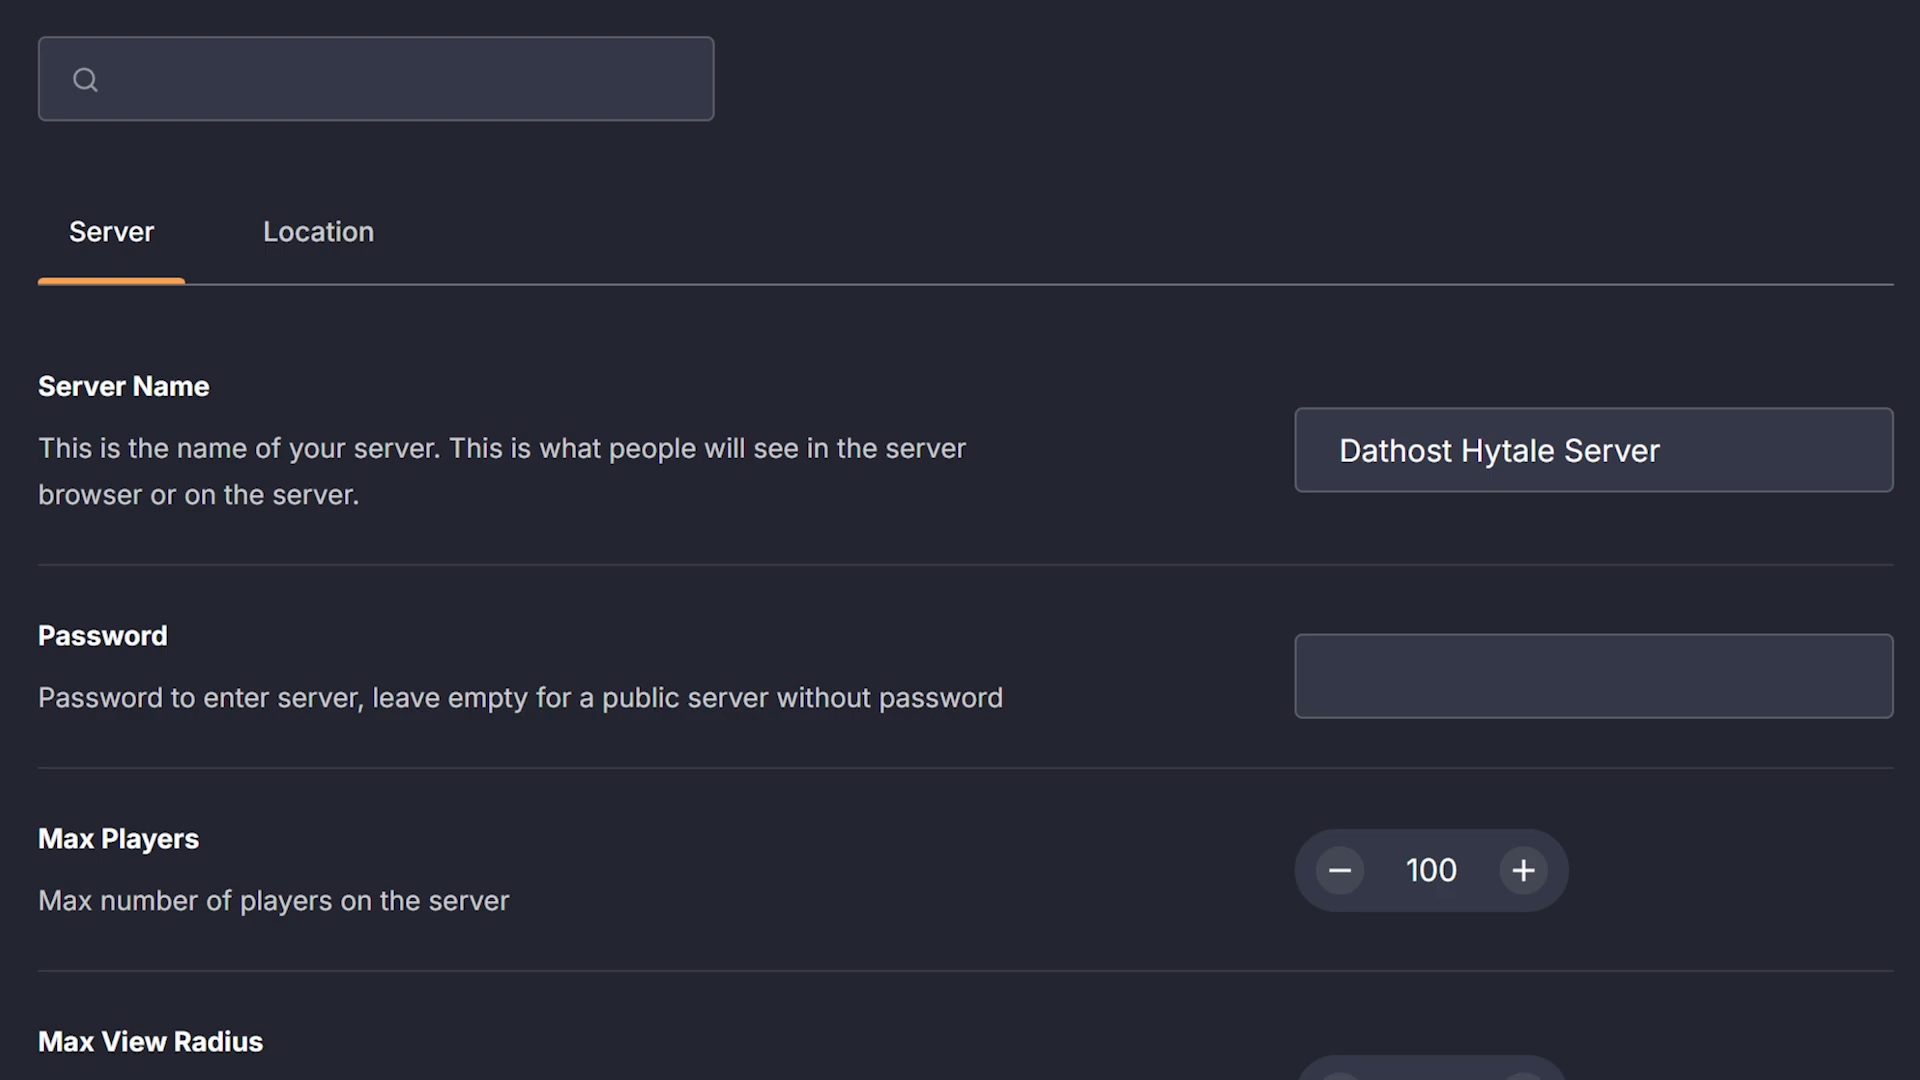 Server
Location
Server Name
This is the name of your server. This is what people will see in the server
browser or on the server.
Dathost Hytale Server
Password
Password to enter server, leave empty for a public server without password
Max Players
Max number of players on the server
100
Max View Radius